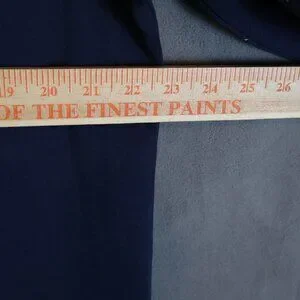 19 20 21 22 23 24 25 26
OF THE FINEST PAINTS